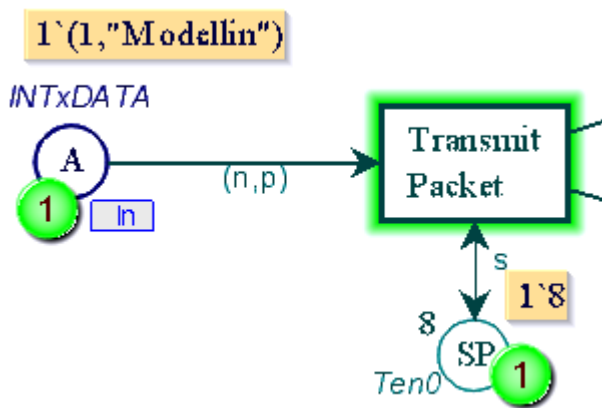 1`(1,"Modellin")
INTxDATA
A
1
In
(n,p)
Transmit
Packet
s
1`8
8
SP
Ten0
1